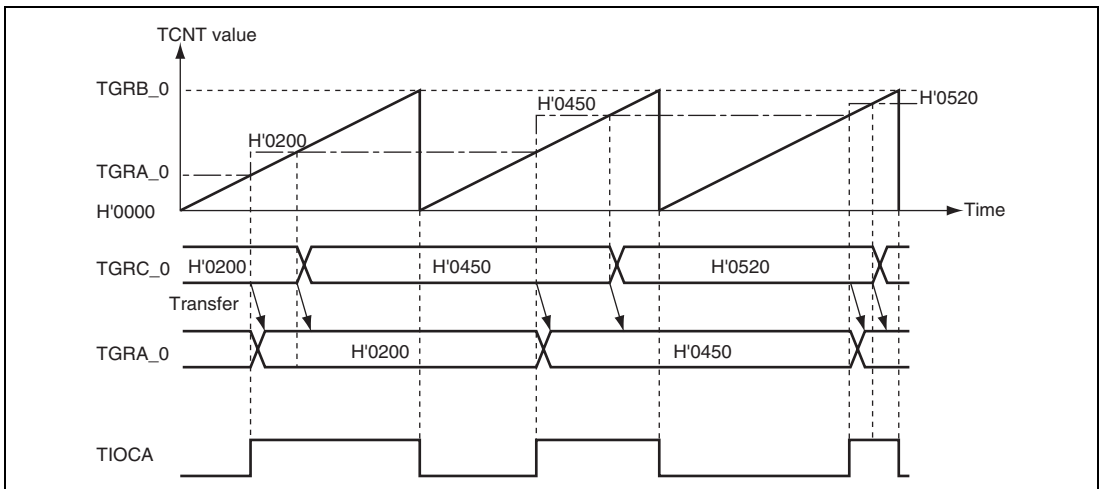 TCNT value
TGRB_0
H'0520
H'0450
H'0200
TGRA_0
H'0000
Time
TGRC_0 H'0200 H'0450 H'0520
Transfer
TGRA_0 H'0200 H'0450
TIOCA